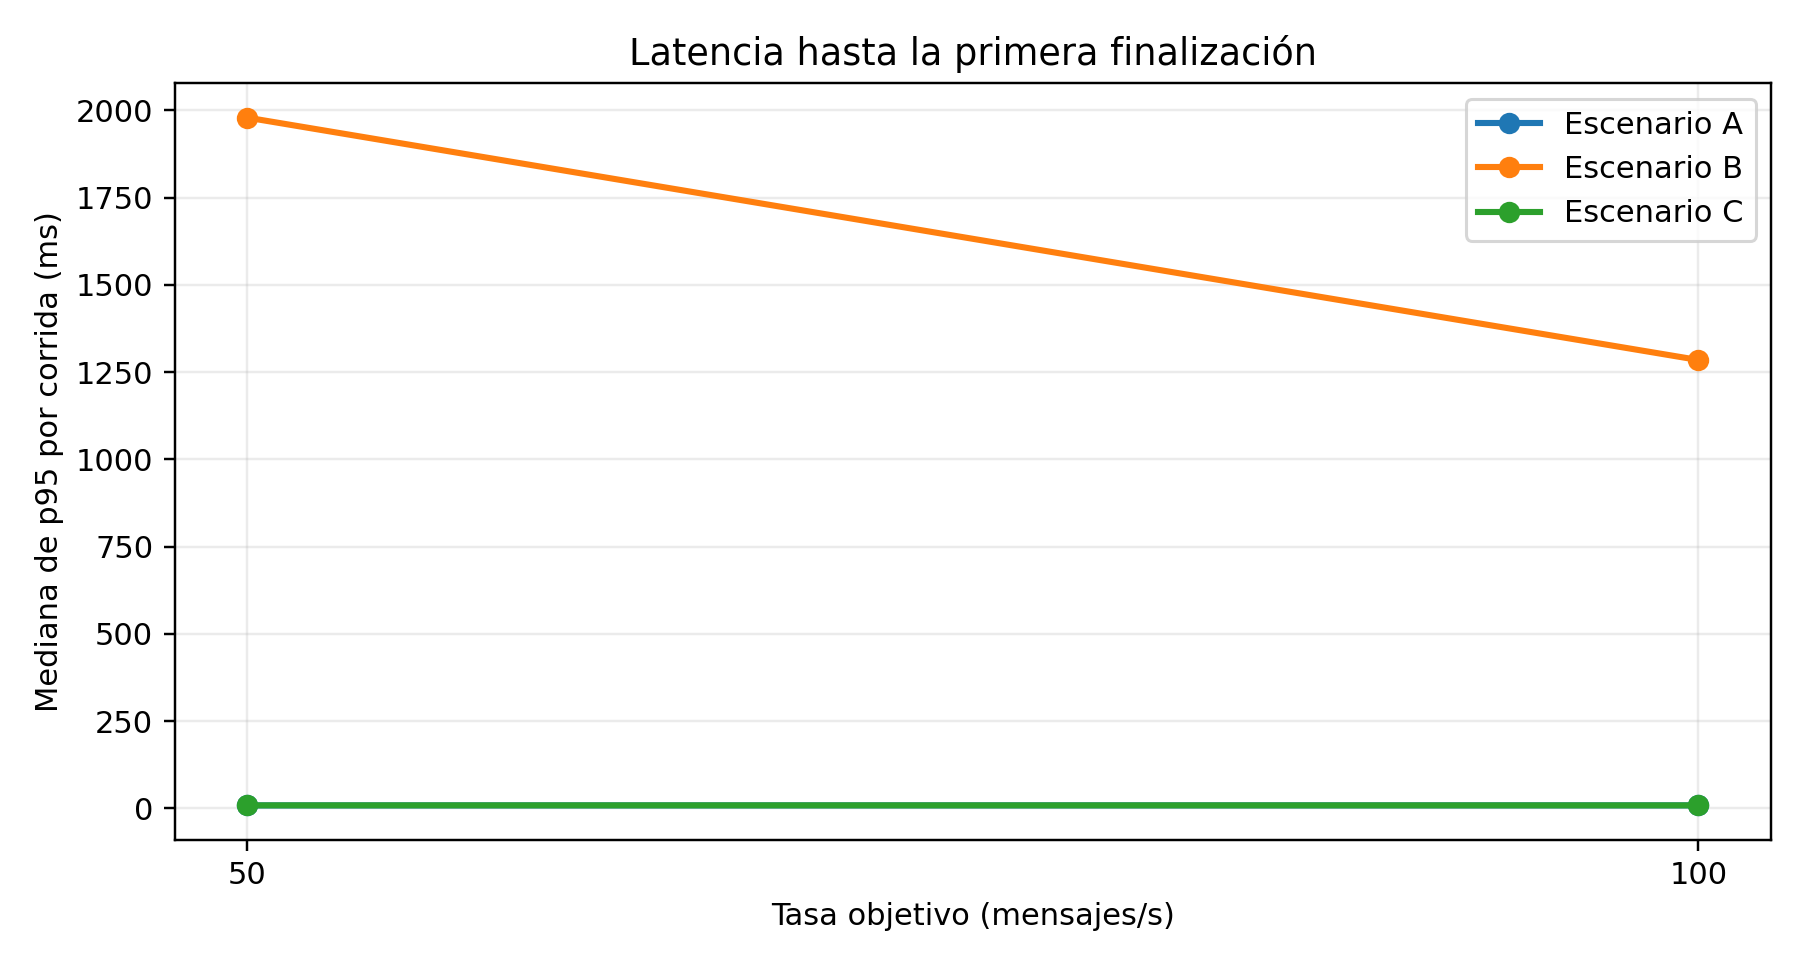 Latencia hasta la primera finalización
Escenario A
Escenario B
Escenario C
Mediana de p95 por corrida (ms)
2000
1750
1500
1250
1000
750
500
250
0
50
100
Tasa objetivo (mensajes/s)